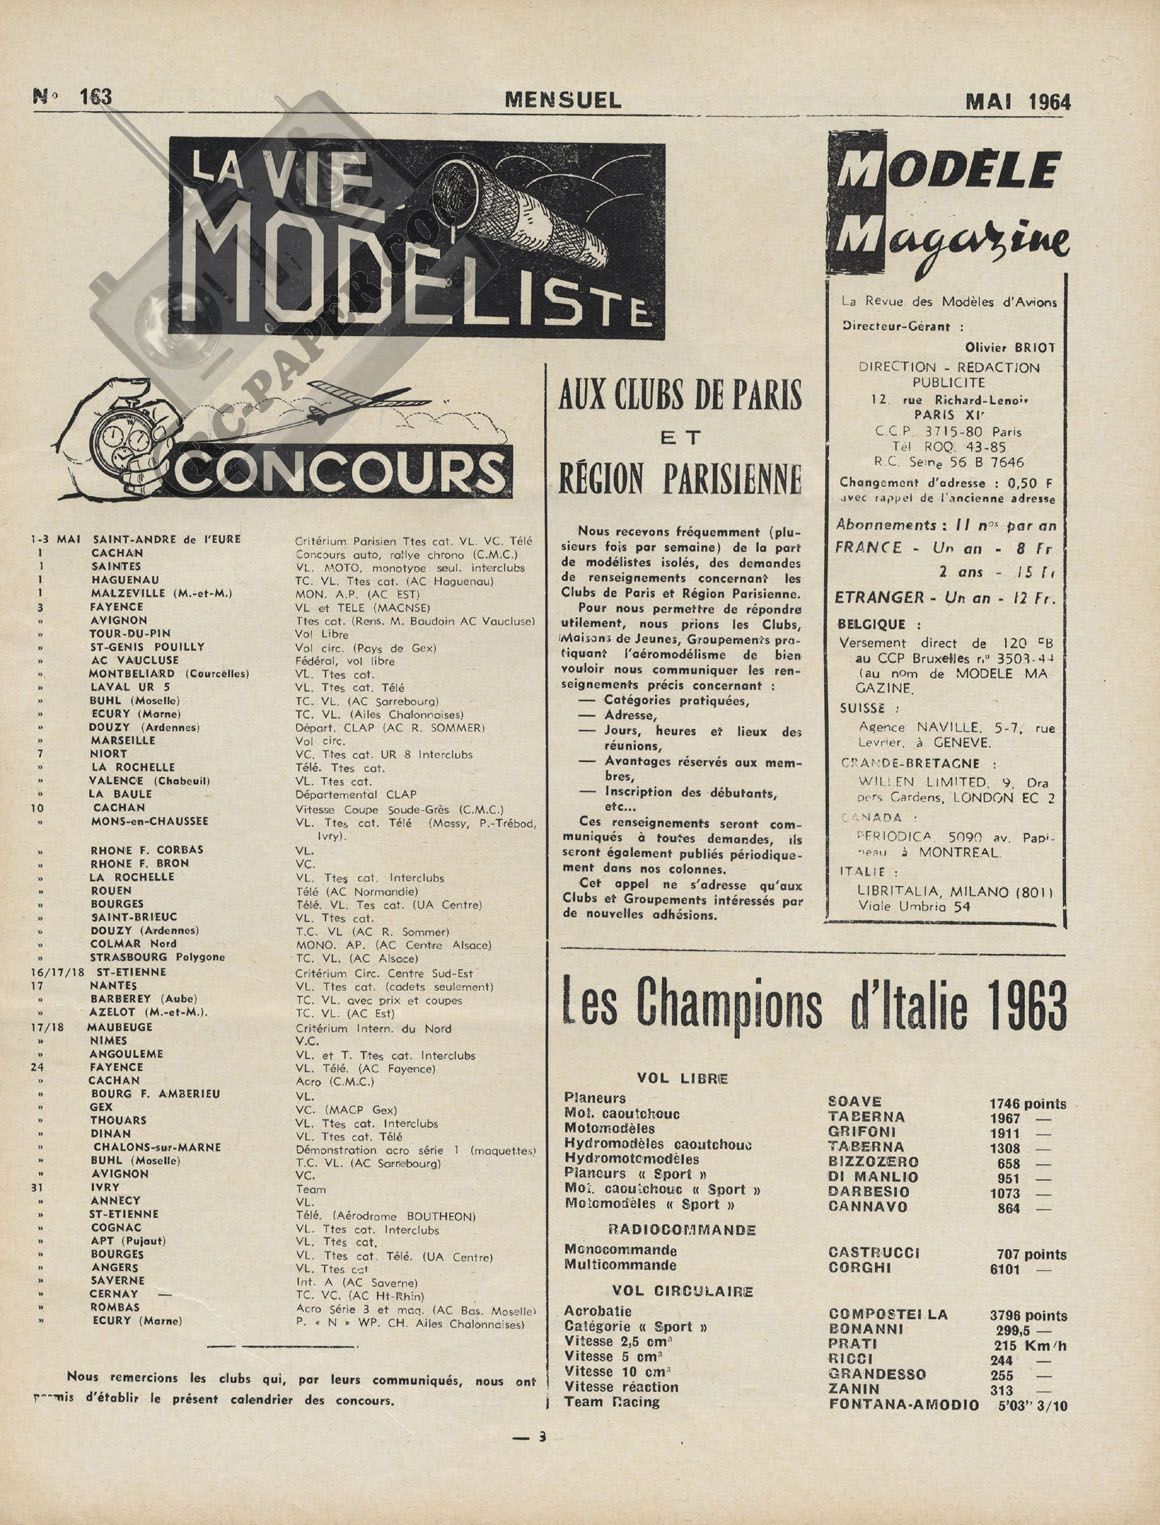 N° 163 MENSUEL MAI 1964
LA VIE
MODELISTE
CONCOURS
1-3 MAI SAINT-ANDRE de l'EURE Critérium Parisien Ttes cat. VL. VC. Télé
1 CACHAN Concours auto, rallye chrono (C.M.C.)
1 SAINTES VL. MOTO, monotype seul. interclubs
1 HAGUENAU TC. VL. Ttes cat. (AC Haguenau)
1 MALZEVILLE (M.-et-M.) MON. A.P. (AC EST)
3 FAYENCE VL et TELE (MACNSE)
» AVIGNON Ttes cat. (Rens. M. Baudoin AC Vaucluse)
» TOUR-DU-PIN Vol Libre
» ST-GENIS POUILLY Vol circ. (Pays de Gex)
» AC VAUCLUSE Fédéral, vol libre
» MONTBELIARD (Courcelles) VL. Ttes cat.
» LAVAL UR 5 VL. Ttes cat. Télé
» BUHL (Moselle) TC. VL. (AC Sarrebourg)
» ECURY (Marne) TC. VL. (Ailes Chalonnaises)
» DOUZY (Ardennes) Départ. CLAP (AC R. SOMMER)
» MARSEILLE Vol circ.
7 NIORT VC. Ttes cat. UR 8 Interclubs
» LA ROCHELLE Télé. Ttes cat.
» VALENCE (Chabeuil) VL. Ttes cat.
» LA BAULE Départemental CLAP
10 CACHAN Vitesse Coupe Soude-Grès (C.M.C.)
» MONS-en-CHAUSSEE VL. Ttes cat. Télé (Massy, P.-Trébod,
Ivry).
» RHONE F. CORBAS VL.
» RHONE F. BRON VC.
» LA ROCHELLE VL. Ttes cat. Interclubs
» ROUEN Télé (AC Normandie)
» BOURGES Télé. VL. Tes cat. (UA Centre)
» SAINT-BRIEUC VL. Ttes cat.
» DOUZY (Ardennes) T.C. VL (AC R. Sommer)
» COLMAR Nord MONO. AP. (AC Centre Alsace)
» STRASBOURG Polygone TC. VL. (AC Alsace)
16/17/18 ST-ETIENNE Critérium Circ. Centre Sud-Est
17 NANTES VL. Ttes cat. (cadets seulement)
» BARBEREY (Aube) TC. VL. avec prix et coupes
» AZELOT (M.-et-M.). TC. VL. (AC Est)
17/18 MAUBEUGE Critérium Intern. du Nord
» NIMES V.C.
» ANGOULEME VL. et T. Ttes cat. Interclubs
24 FAYENCE VL. Télé. (AC Fayence)
» CACHAN Acro (C.M.C.)
» BOURG F. AMBERIEU VL.
» GEX VC. (MACP Gex)
» THOUARS VL. Ttes cat. Interclubs
» DINAN VL. Ttes cat. Télé
» CHALONS-sur-MARNE Démonstration acro série 1 (maquettes)
» BUHL (Moselle) T.C. VL. (AC Sarrebourg)
» AVIGNON VC.
31 IVRY Team
» ANNECY VL.
» ST-ETIENNE Télé. (Aérodrome BOUTHEON)
» COGNAC VL. Ttes cat. Interclubs
» APT (Pujaut) VL. Ttes cat.
» BOURGES VL. Ttes cat. Télé. (UA Centre)
» ANGERS VL. Ttes cat
» SAVERNE Int. A (AC Saverne)
» CERNAY — TC. VC. (AC Ht-Rhin)
» ROMBAS Acro Série 3 et maq. (AC Bas. Moselle)
» ECURY (Marne) P. « N » WP. CH. Ailes Chalonnaises)
Nous remercions les clubs qui, par leurs communiqués, nous ont
permis d'établir le présent calendrier des concours.
AUX CLUBS DE PARIS
ET
RÉGION PARISIENNE
Nous recevons fréquemment (plu-
sieurs fois par semaine) de la part
de modélistes isolés, des demandes
de renseignements concernant les
Clubs de Paris et Région Parisienne.
Pour nous permettre de répondre
utilement, nous prions les Clubs,
Maisons de Jeunes, Groupements pra-
tiquant l'aéromodélisme de bien
vouloir nous communiquer les ren-
seignements précis concernant :
— Catégories pratiquées,
— Adresse,
— Jours, heures et lieux des
réunions,
— Avantages réservés aux mem-
bres,
— Inscription des débutants,
etc...
Ces renseignements seront com-
muniqués à toutes demandes, ils
seront également publiés périodique-
ment dans nos colonnes.
Cet appel ne s'adresse qu'aux
Clubs et Groupements intéressés par
de nouvelles adhésions.
MODÈLE
Magazine
La Revue des Modèles d'Avions
Directeur-Gérant :
Olivier BRIOT
DIRECTION - REDACTION
PUBLICITE
12, rue Richard-Lenoir
PARIS XI'
C.C.P. 3715-80 Paris
Tél ROQ. 43-85
R.C. Seine 56 B 7646
Changement d'adresse : 0,50 F
avec rappel de l'ancienne adresse
Abonnements : 11 nos par an
FRANCE - Un an - 8 Fr
2 ans - 15 Fr
ETRANGER - Un an - 12 Fr.
BELGIQUE :
Versement direct de 120 FB
au CCP Bruxelles n° 3503-44
(au nom de MODELE MA
GAZINE,
SUISSE :
Agence NAVILLE, 5-7, rue
Levrier, à GENEVE.
GRANDE-BRETAGNE :
WILLEN LIMITED, 9, Dra
pers Gardens, LONDON EC 2
CANADA :
PERIODICA, 5090 av. Papi-
neau à MONTREAL.
ITALIE :
LIBRITALIA, MILANO (801)
Viale Umbria 54
Les Champions d'Italie 1963
VOL LIBRE
Planeurs SOAVE 1746 points
Mot. caoutchouc TABERNA 1967 —
Motomodèles GRIFONI 1911 —
Hydromodèles caoutchouc TABERNA 1308 —
Hydromotomodèles BIZZOZERO 658 —
Planeurs « Sport » DI MANLIO 951 —
Mot. caoutchouc « Sport » DARBESIO 1073 —
Motomodèles « Sport » CANNAVO 864 —
RADIOCOMMANDE
Monocommande CASTRUCCI 707 points
Multicommande CORGHI 6101 —
VOL CIRCULAIRE
Acrobatie COMPOSTELLA 3796 points
Catégorie « Sport » BONANNI 299,5 —
Vitesse 2,5 cm³ PRATI 215 Km/h
Vitesse 5 cm³ RICCI 244 —
Vitesse 10 cm³ GRANDESSO 255 —
Vitesse réaction ZANIN 313 —
Team Racing FONTANA-AMODIO 5'03'' 3/10
— 3
RC-PAPER.COM